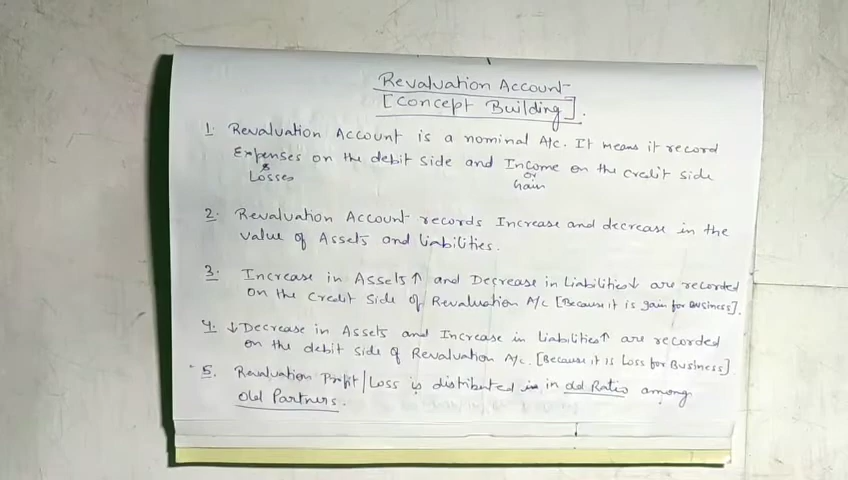 Revaluation Account
[Concept Building].
1. Revaluation Account is a nominal A/c. It means it record
Expenses on the debit side and Income on the credit side
& Losses
or Gain
2. Revaluation Account records Increase and decrease in the
value of Assets and liabilities.
3. Increase in Assets↑ and Decrease in Liabilities↓ are recorded
on the credit side of Revaluation A/c [Because it is gain for Business].
4. ↓Decrease in Assets and Increase in Liabilities↑ are recorded
on the debit side of Revaluation A/c. [Because it is Loss for Business]
5. Revaluation Profit/Loss is distributed in old Ratio among
old Partners.